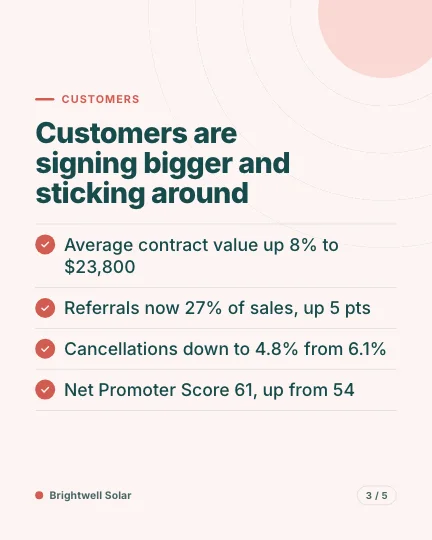 CUSTOMERS
Customers are
signing bigger and
sticking around
Average contract value up 8% to
$23,800
Referrals now 27% of sales, up 5 pts
Cancellations down to 4.8% from 6.1%
Net Promoter Score 61, up from 54
Brightwell Solar
3 / 5